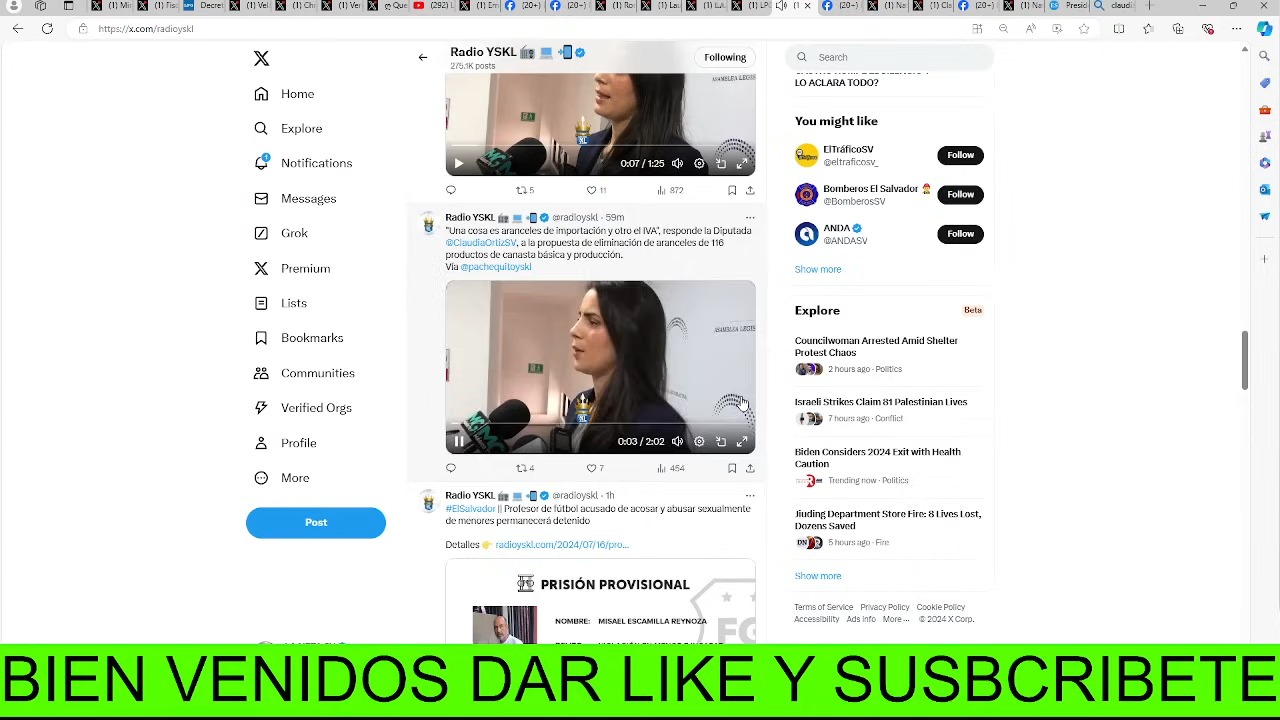 https://x.com/radioyskl
Home
Explore
Notifications
Messages
Grok
Premium
Lists
Bookmarks
Communities
Verified Orgs
Profile
More
Post
Radio YSKL
275.1K posts
Following
ASAMBLEA LEGIS
0:07 / 1:25
5
11
872
Radio YSKL @radioyskl · 59m
"Una cosa es aranceles de importación y otro el IVA", responde la Diputada
@ClaudiaOrtizSV, a la propuesta de eliminación de aranceles de 116
productos de canasta básica y producción.
Vía @pachequitoyskl
ASAMBLEA LEGIS
0:03 / 2:02
4
7
454
Radio YSKL @radioyskl · 1h
#ElSalvador || Profesor de fútbol acusado de acosar y abusar sexualmente
de menores permanecerá detenido
Detalles 👉 radioyskl.com/2024/07/16/pro...
PRISIÓN PROVISIONAL
NOMBRE: MISAEL ESCAMILLA REYNOZA
Search
LO ACLARA TODO?
You might like
ElTráficoSV
@eltraficosv_
Follow
Bomberos El Salvador
@BomberosSV
Follow
ANDA
@ANDASV
Follow
Show more
Explore
Beta
Councilwoman Arrested Amid Shelter
Protest Chaos
2 hours ago · Politics
Israeli Strikes Claim 81 Palestinian Lives
7 hours ago · Conflict
Biden Considers 2024 Exit with Health
Caution
Trending now · Politics
Jiuding Department Store Fire: 8 Lives Lost,
Dozens Saved
5 hours ago · Fire
Show more
Terms of Service Privacy Policy Cookie Policy
Accessibility Ads info More ··· © 2024 X Corp.
BIEN VENIDOS DAR LIKE Y SUSBCRIBETE